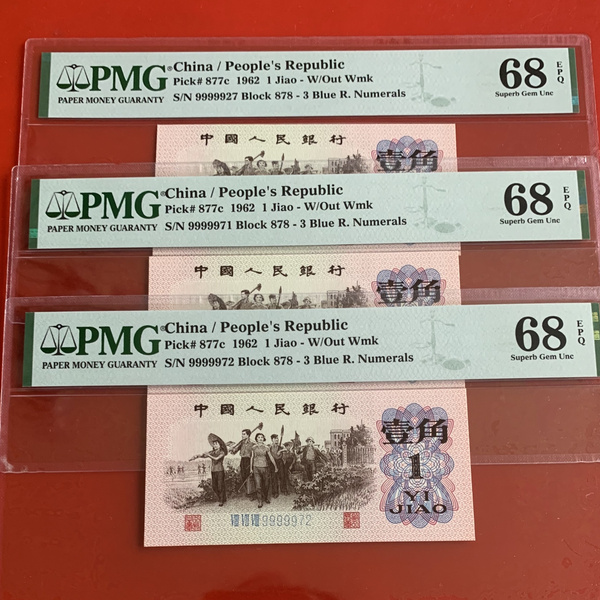 PMG
PAPER MONEY GUARANTY
China / People's Republic
Pick# 877c 1962 1 Jiao - W/Out Wmk
S/N 9999927 Block 878 - 3 Blue R. Numerals
68 EPQ
Superb Gem Unc
中國人民銀行
壹角
PMG
PAPER MONEY GUARANTY
China / People's Republic
Pick# 877c 1962 1 Jiao - W/Out Wmk
S/N 9999971 Block 878 - 3 Blue R. Numerals
68 EPQ
Superb Gem Unc
中國人民銀行
壹角
PMG
PAPER MONEY GUARANTY
China / People's Republic
Pick# 877c 1962 1 Jiao - W/Out Wmk
S/N 9999972 Block 878 - 3 Blue R. Numerals
68 EPQ
Superb Gem Unc
中國人民銀行
壹角
1
YI
JIAO
VIII VII VIII 9999972